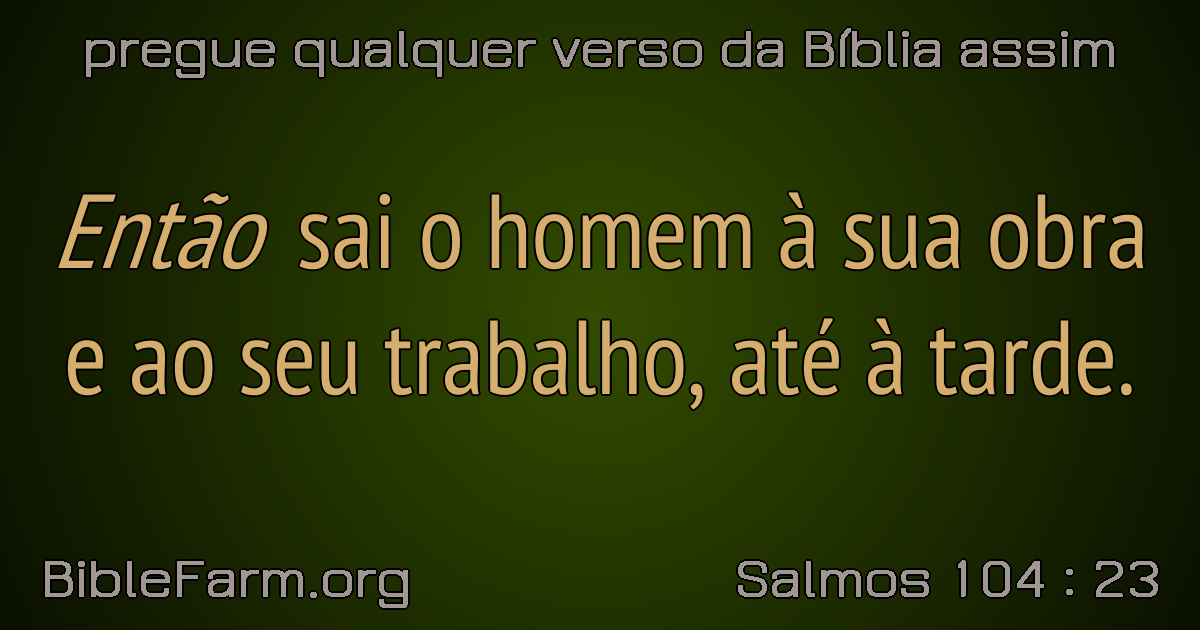 pregue qualquer verso da Bíblia assim
Então sai o homem à sua obra
e ao seu trabalho, até à tarde.
BibleFarm.org
Salmos 104 : 23